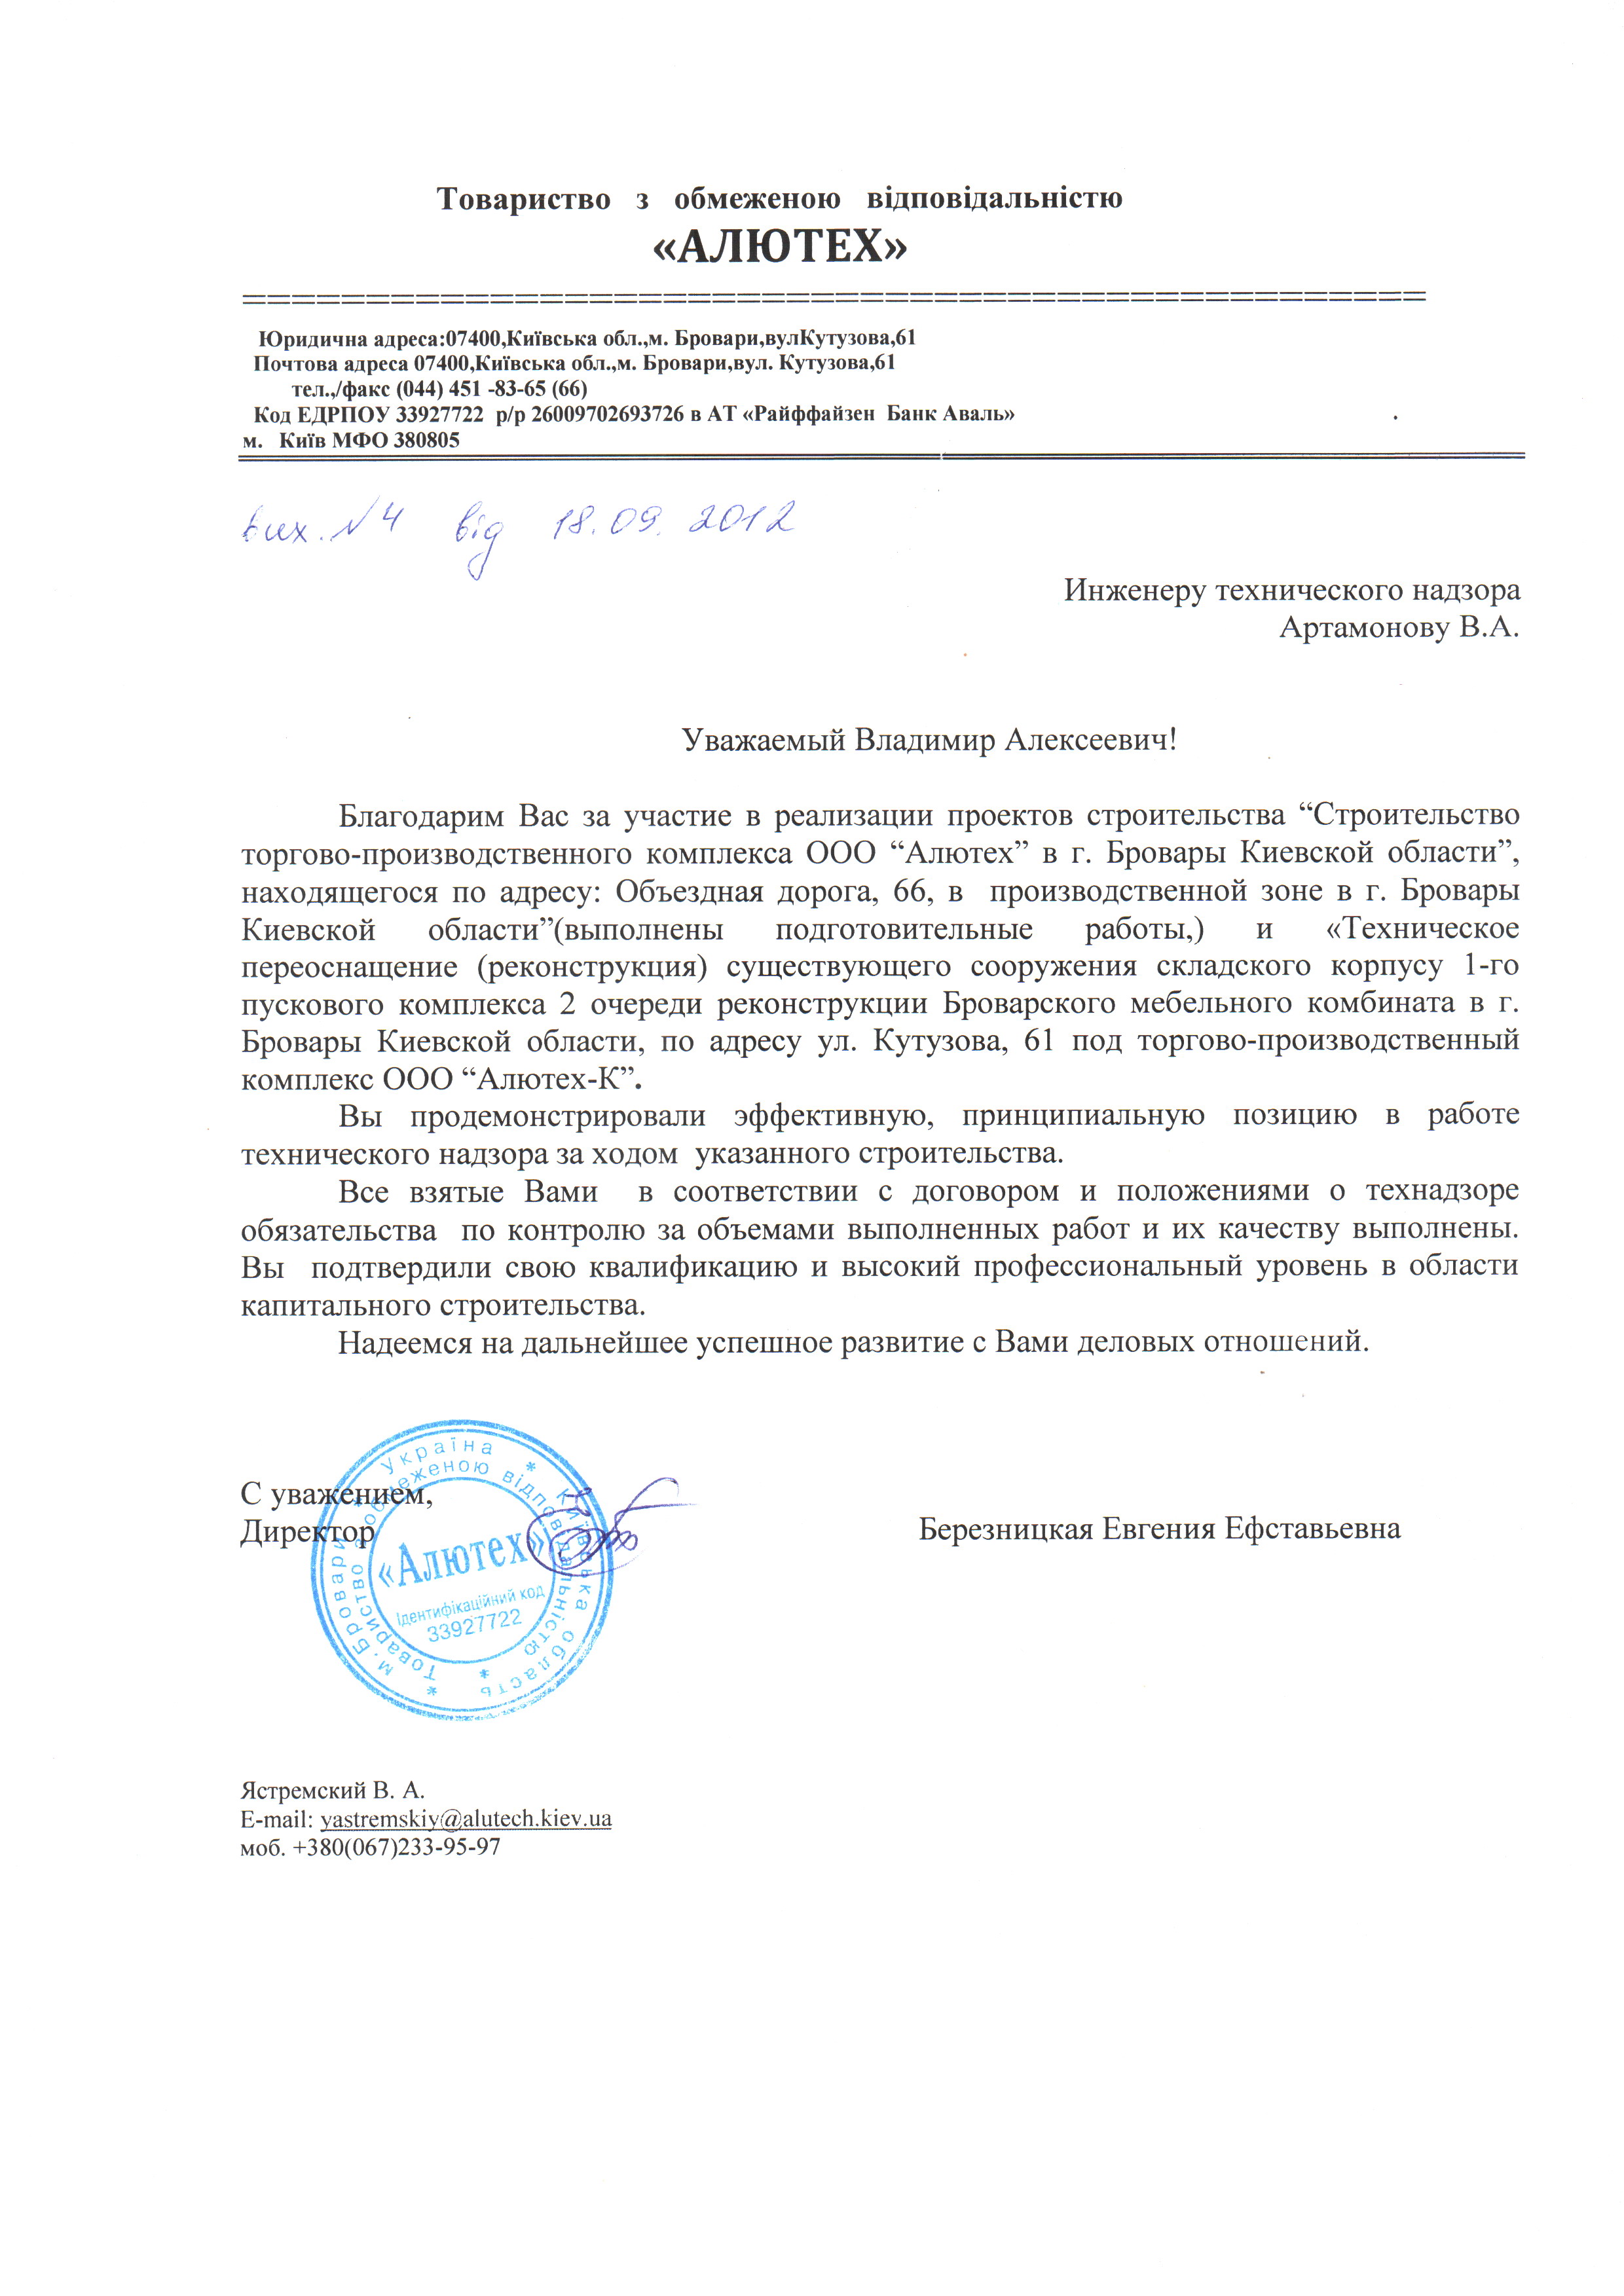 Товариство з обмеженою відповідальністю
«АЛЮТЕХ»
Юридична адреса:07400,Київська обл.,м. Бровари,вулКутузова,61
Почтова адреса 07400,Київська обл.,м. Бровари,вул. Кутузова,61
тел.,/факс (044) 451 -83-65 (66)
Код ЕДРПОУ 33927722 р/р 26009702693726 в АТ «Райффайзен Банк Аваль»
м. Київ МФО 380805
вих. №4 від 18.09.2012
Инженеру технического надзора
Артамонову В.А.
Уважаемый Владимир Алексеевич!
Благодарим Вас за участие в реализации проектов строительства “Строительство
торгово-производственного комплекса ООО “Алютех” в г. Бровары Киевской области”,
находящегося по адресу: Объездная дорога, 66, в производственной зоне в г. Бровары
Киевской области”(выполнены подготовительные работы,) и «Техническое
переоснащение (реконструкция) существующего сооружения складского корпусу 1-го
пускового комплекса 2 очереди реконструкции Броварского мебельного комбината в г.
Бровары Киевской области, по адресу ул. Кутузова, 61 под торгово-производственный
комплекс ООО “Алютех-К”.
Вы продемонстрировали эффективную, принципиальную позицию в работе
технического надзора за ходом указанного строительства.
Все взятые Вами в соответствии с договором и положениями о технадзоре
обязательства по контролю за объемами выполненных работ и их качеству выполнены.
Вы подтвердили свою квалификацию и высокий профессиональный уровень в области
капитального строительства.
Надеемся на дальнейшее успешное развитие с Вами деловых отношений.
С уважением,
Директор Березницкая Евгения Ефставьевна
м.Бровари * Україна * Київська область *
Товариство з обмеженою відповідальністю *
«Алютех»
Ідентифікаційний код
33927722
Ястремский В. А.
E-mail: yastremskiy@alutech.kiev.ua
моб. +380(067)233-95-97